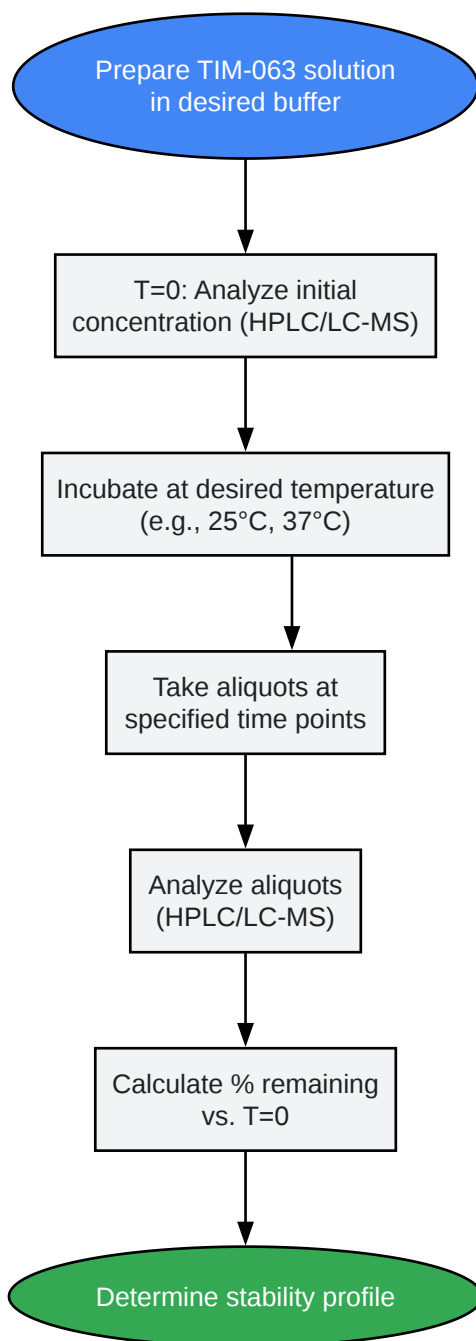 Prepare TIM-063 solution
in desired buffer
T=0: Analyze initial
concentration (HPLC/LC-MS)
Incubate at desired temperature
(e.g., 25°C, 37°C)
Take aliquots at
specified time points
Analyze aliquots
(HPLC/LC-MS)
Calculate % remaining
vs. T=0
Determine stability profile